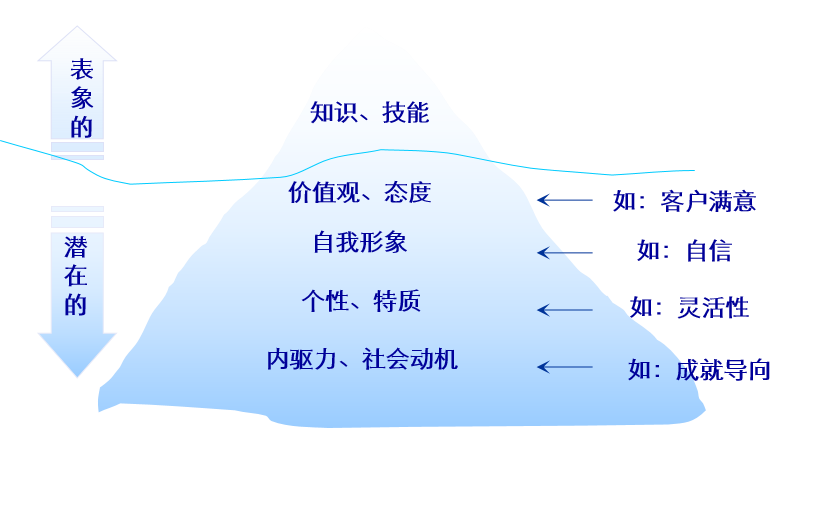 表象的
知识、技能
价值观、态度
如：客户满意
自我形象
如：自信
潜在的
个性、特质
如：灵活性
内驱力、社会动机
如：成就导向